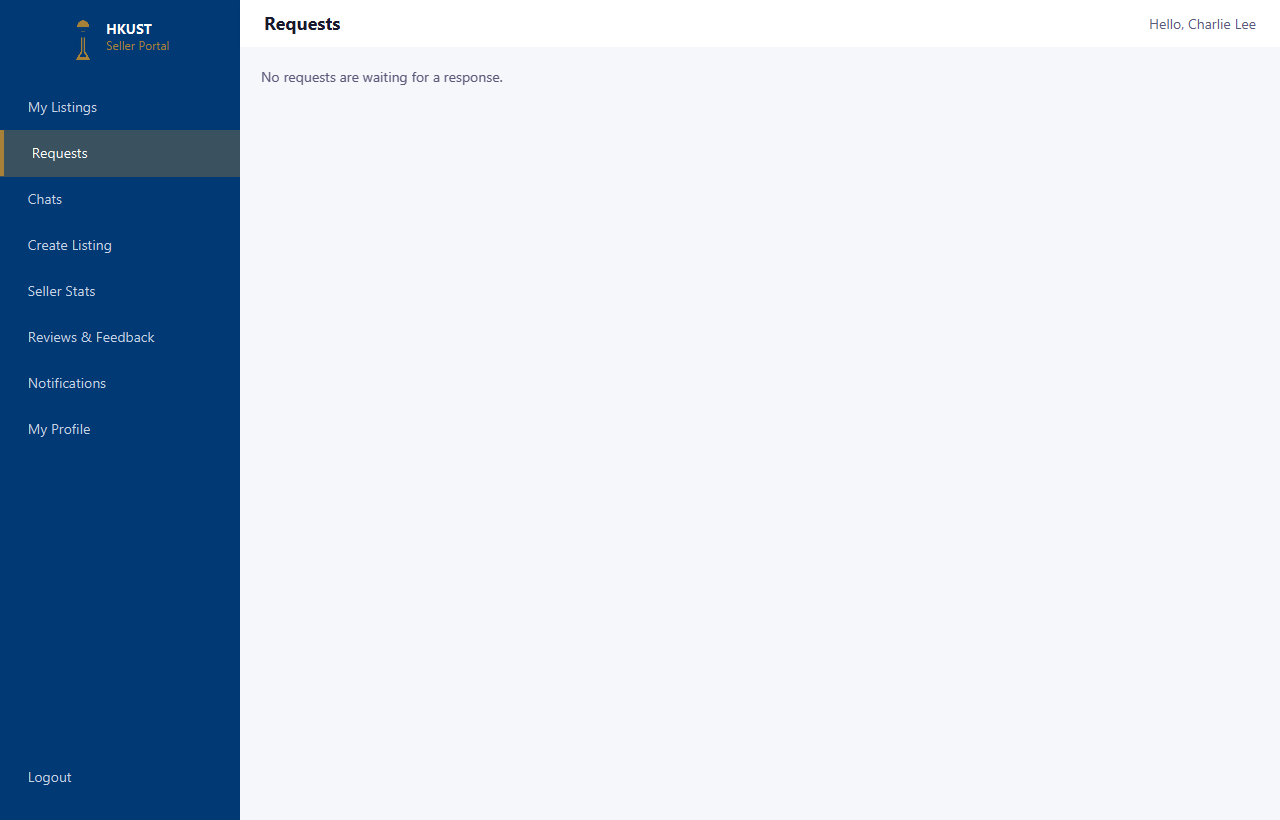 HKUST
Seller Portal
My Listings
Requests
Chats
Create Listing
Seller Stats
Reviews & Feedback
Notifications
My Profile
Logout
Requests
Hello, Charlie Lee
No requests are waiting for a response.